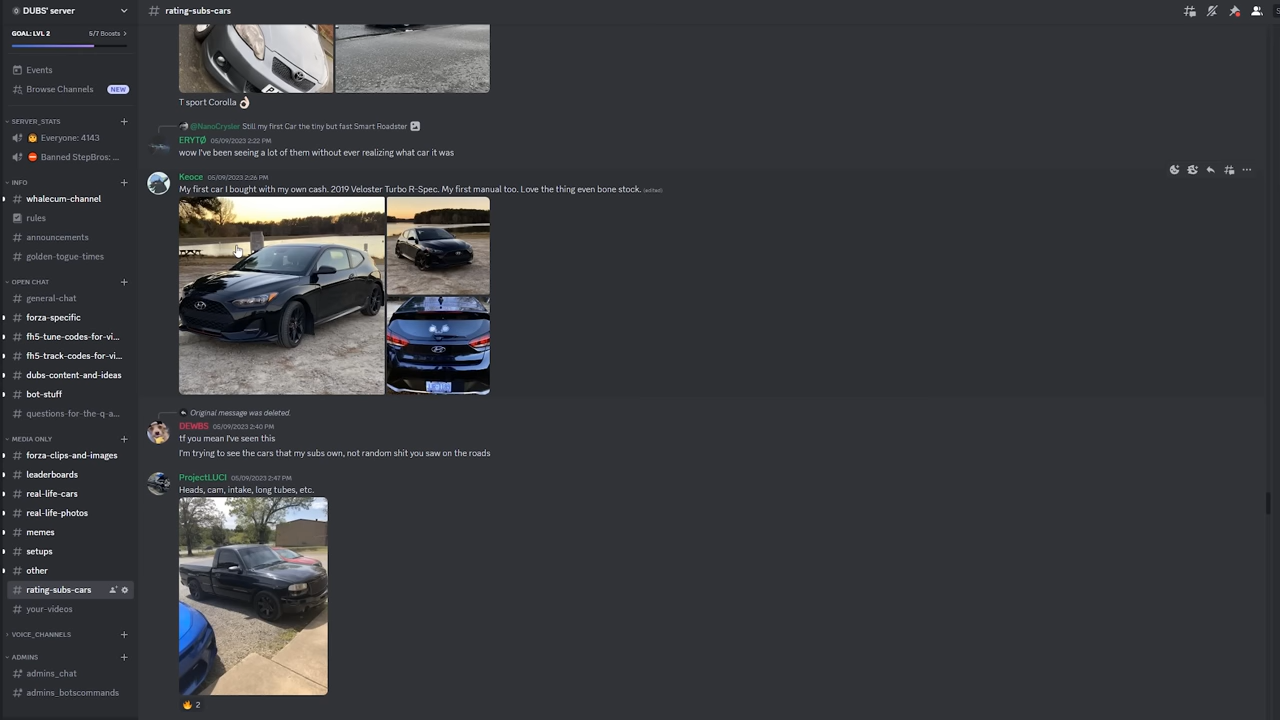 DUBS' server
GOAL: LVL 2
5/7 Boosts >
Events
Browse Channels
NEW
SERVER_STATS
Everyone: 4143
Banned StepBros: ...
INFO
whalecum-channel
rules
announcements
golden-togue-times
OPEN CHAT
general-chat
forza-specific
fh5-tune-codes-for-vi...
fh5-track-codes-for-vi...
dubs-content-and-ideas
bot-stuff
questions-for-the-q-a...
MEDIA ONLY
forza-clips-and-images
leaderboards
real-life-cars
real-life-photos
memes
setups
other
rating-subs-cars
your-videos
VOICE_CHANNELS
ADMINS
admins_chat
admins_botscommands
# rating-subs-cars
T sport Corolla 👌🏻
@NanoCrysler Still my first Car the tiny but fast Smart Roadster
ERYTØ 05/09/2023 2:22 PM
wow I've been seeing a lot of them without ever realizing what car it was
Keoce 05/09/2023 2:26 PM
My first car I bought with my own cash. 2019 Veloster Turbo R-Spec. My first manual too. Love the thing even bone stock. (edited)
Original message was deleted.
DEWBS 05/09/2023 2:40 PM
tf you mean I've seen this
I'm trying to see the cars that my subs own, not random shit you saw on the roads
ProjectLUCI 05/09/2023 2:47 PM
Heads, cam, intake, long tubes, etc.
🔥 2